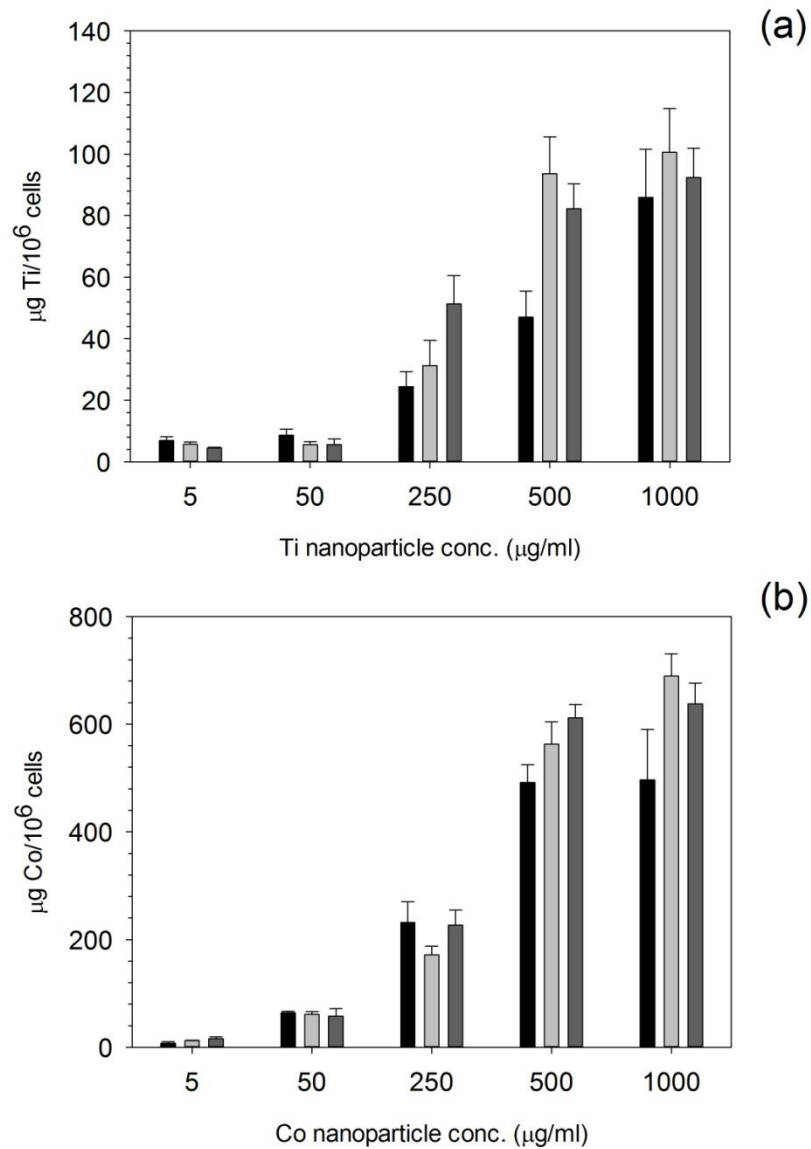 (a)
140
120
100
80
60
40
20
0
μg Ti/10⁶ cells
5 50 250 500 1000
Ti nanoparticle conc. (μg/ml)
(b)
800
600
400
200
0
μg Co/10⁶ cells
5 50 250 500 1000
Co nanoparticle conc. (μg/ml)